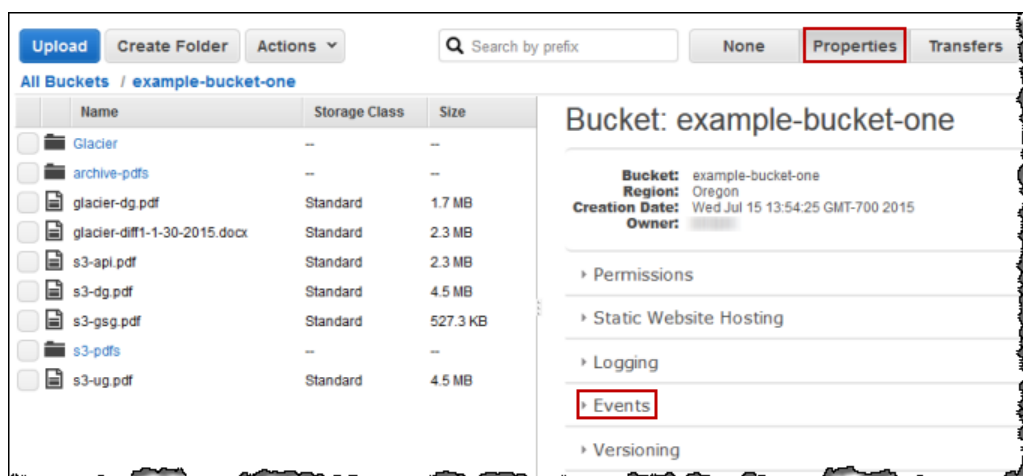 Upload Create Folder Actions Search by prefix None Properties Transfers
All Buckets / example-bucket-one
Name Storage Class Size
Glacier -- --
archive-pdfs -- --
glacier-dg.pdf Standard 1.7 MB
glacier-diff1-1-30-2015.docx Standard 2.3 MB
s3-api.pdf Standard 2.3 MB
s3-dg.pdf Standard 4.5 MB
s3-gsg.pdf Standard 527.3 KB
s3-pdfs -- --
s3-ug.pdf Standard 4.5 MB
Bucket: example-bucket-one
Bucket: example-bucket-one
Region: Oregon
Creation Date: Wed Jul 15 13:54:25 GMT-700 2015
Owner:
Permissions
Static Website Hosting
Logging
Events
Versioning